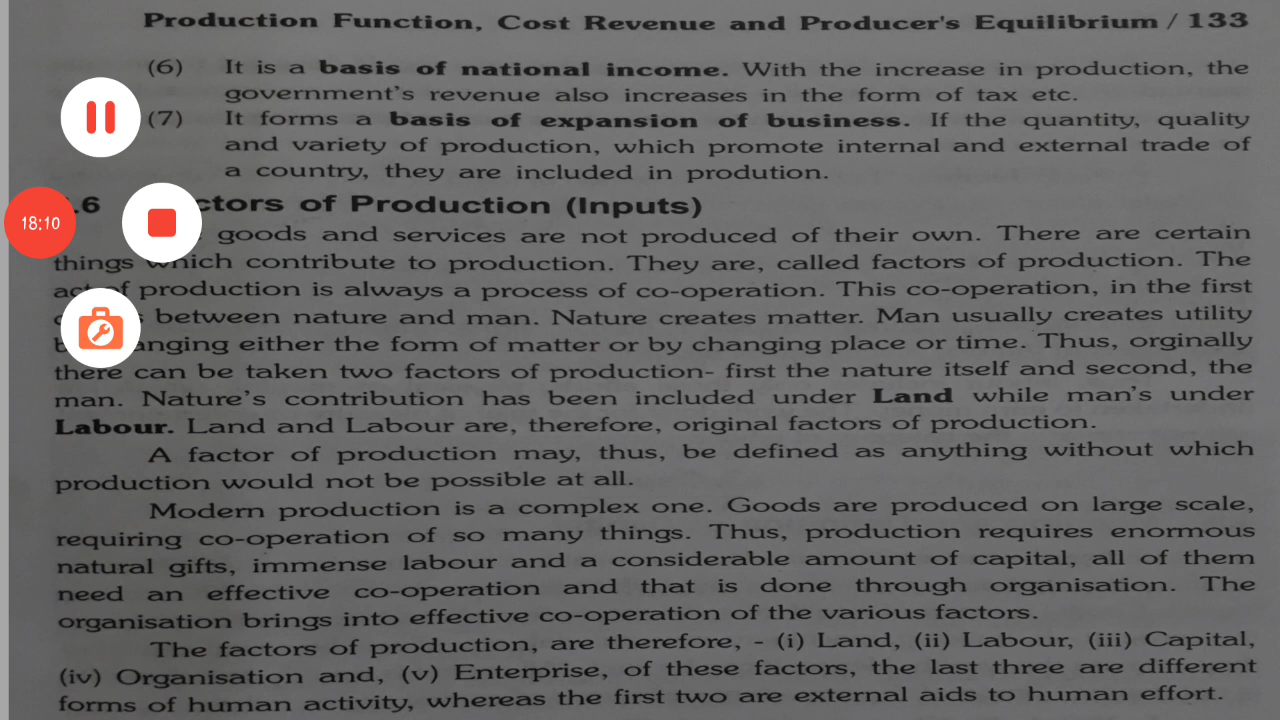 Production Function, Cost Revenue and Producer's Equilibrium / 133
(6) It is a basis of national income. With the increase in production, the
government's revenue also increases in the form of tax etc.
(7) It forms a basis of expansion of business. If the quantity, quality
and variety of production, which promote internal and external trade of
a country, they are included in prodution.
.6 ctors of Production (Inputs)
18:10
goods and services are not produced of their own. There are certain
things which contribute to production. They are, called factors of production. The
act of production is always a process of co-operation. This co-operation, in the first
between nature and man. Nature creates matter. Man usually creates utility
anging either the form of matter or by changing place or time. Thus, orginally
there can be taken two factors of production- first the nature itself and second, the
man. Nature's contribution has been included under Land while man's under
Labour. Land and Labour are, therefore, original factors of production.
A factor of production may, thus, be defined as anything without which
production would not be possible at all.
Modern production is a complex one. Goods are produced on large scale,
requiring co-operation of so many things. Thus, production requires enormous
natural gifts, immense labour and a considerable amount of capital, all of them
need an effective co-operation and that is done through organisation. The
organisation brings into effective co-operation of the various factors.
The factors of production, are therefore, - (i) Land, (ii) Labour, (iii) Capital,
(iv) Organisation and, (v) Enterprise, of these factors, the last three are different
forms of human activity, whereas the first two are external aids to human effort.